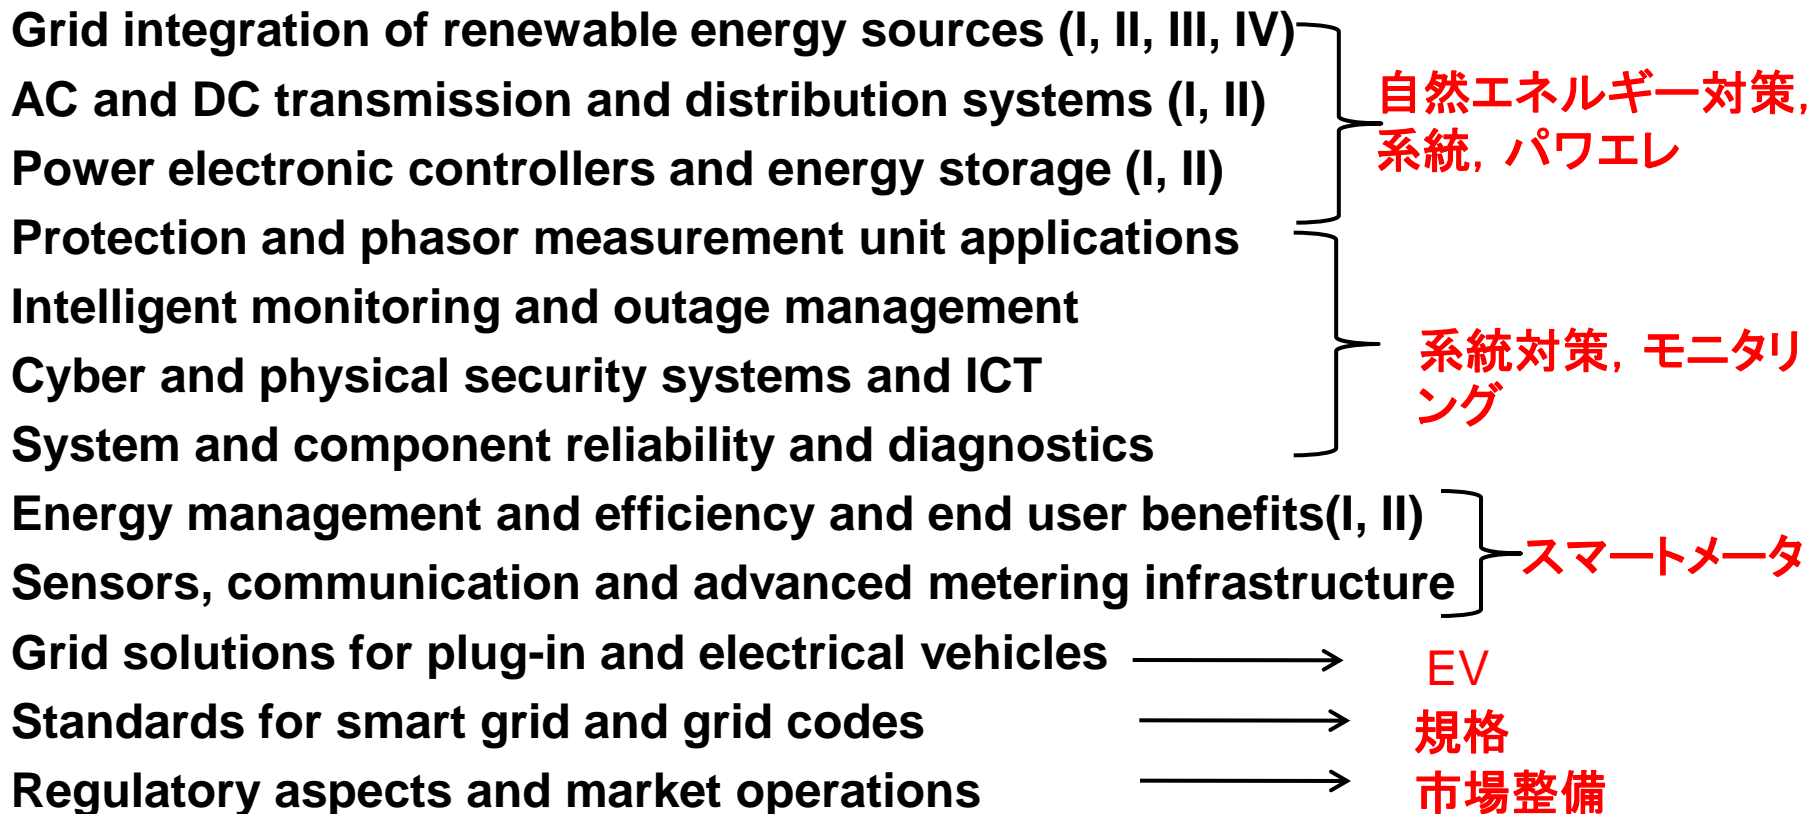 Grid integration of renewable energy sources (I, II, III, IV)
AC and DC transmission and distribution systems (I, II)
Power electronic controllers and energy storage (I, II)
自然エネルギー対策,
系統, パワエレ
Protection and phasor measurement unit applications
Intelligent monitoring and outage management
Cyber and physical security systems and ICT
System and component reliability and diagnostics
系統対策, モニタリ
ング
Energy management and efficiency and end user benefits(I, II)
Sensors, communication and advanced metering infrastructure
スマートメータ
Grid solutions for plug-in and electrical vehicles
EV
Standards for smart grid and grid codes
規格
Regulatory aspects and market operations
市場整備